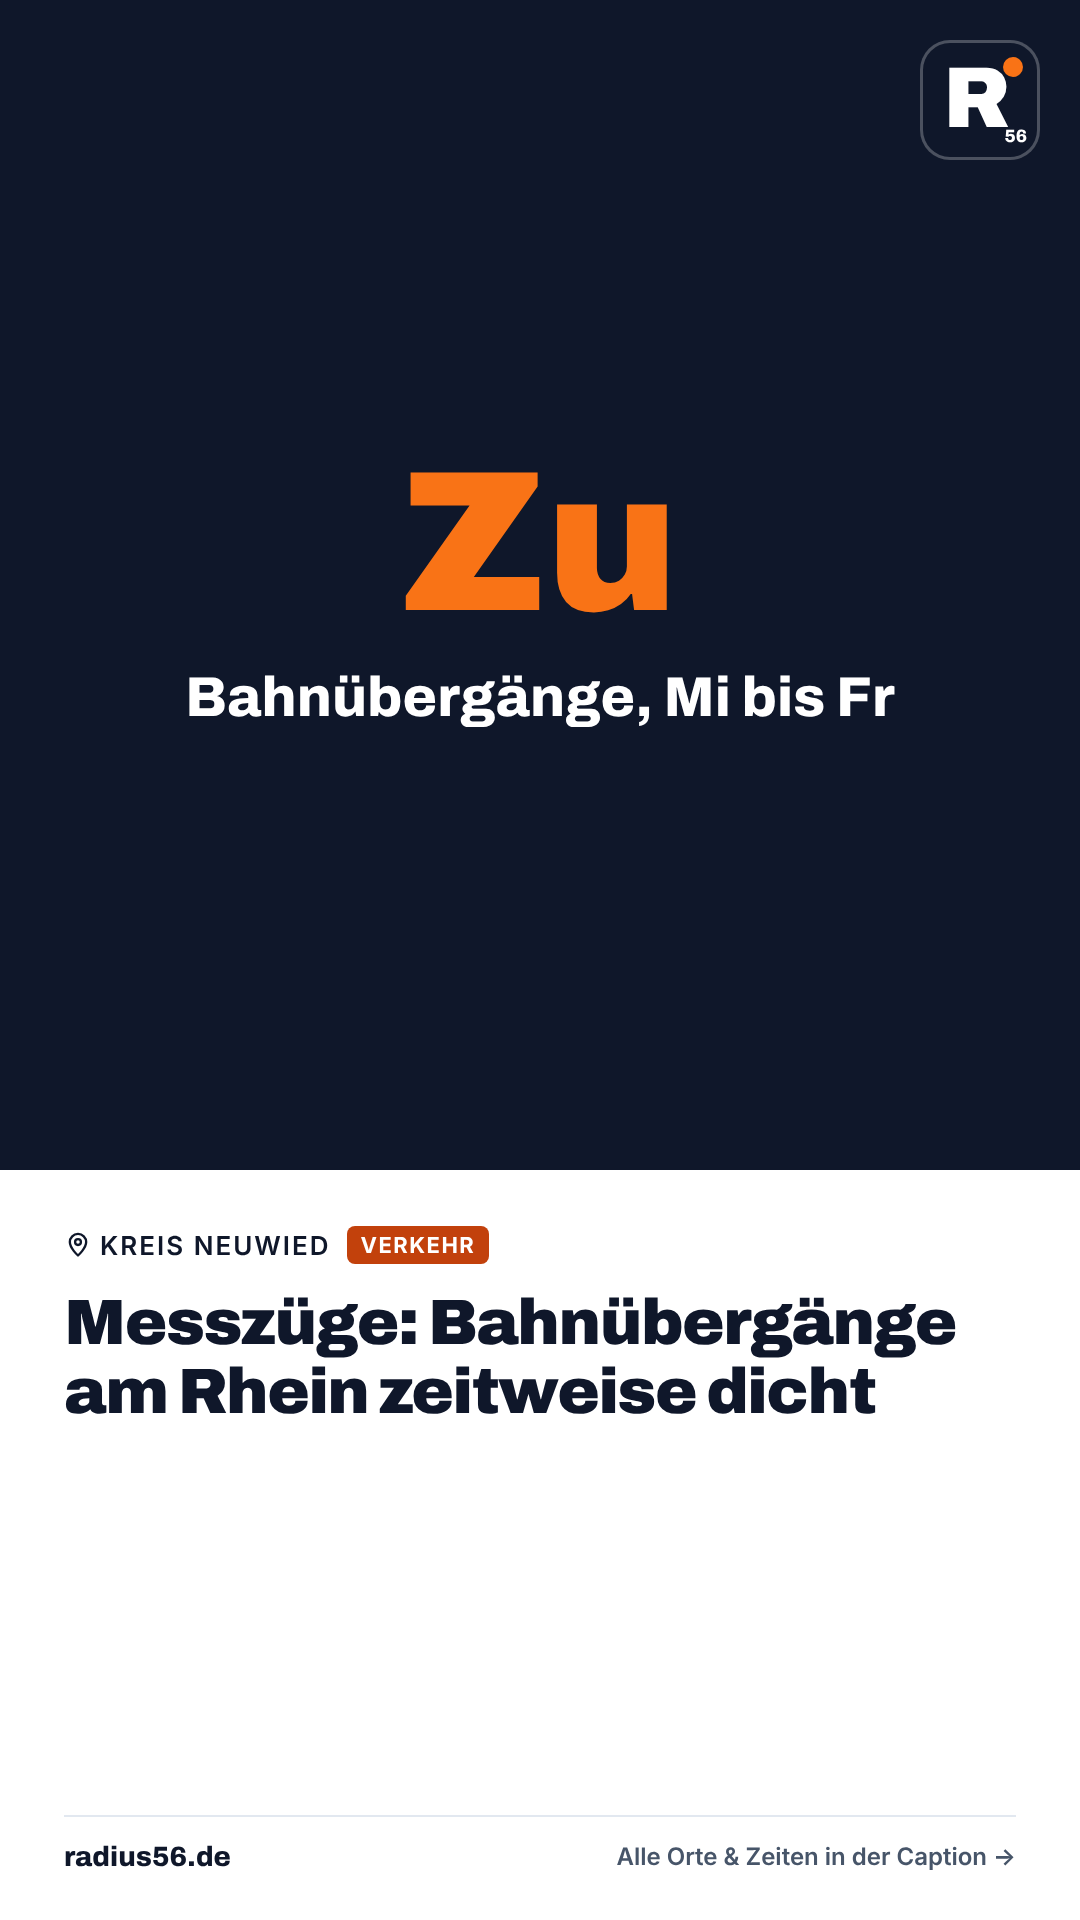 R
56
Zu
Bahnübergänge, Mi bis Fr
KREIS NEUWIED VERKEHR
Messzüge: Bahnübergänge
am Rhein zeitweise dicht
radius56.de Alle Orte & Zeiten in der Caption →